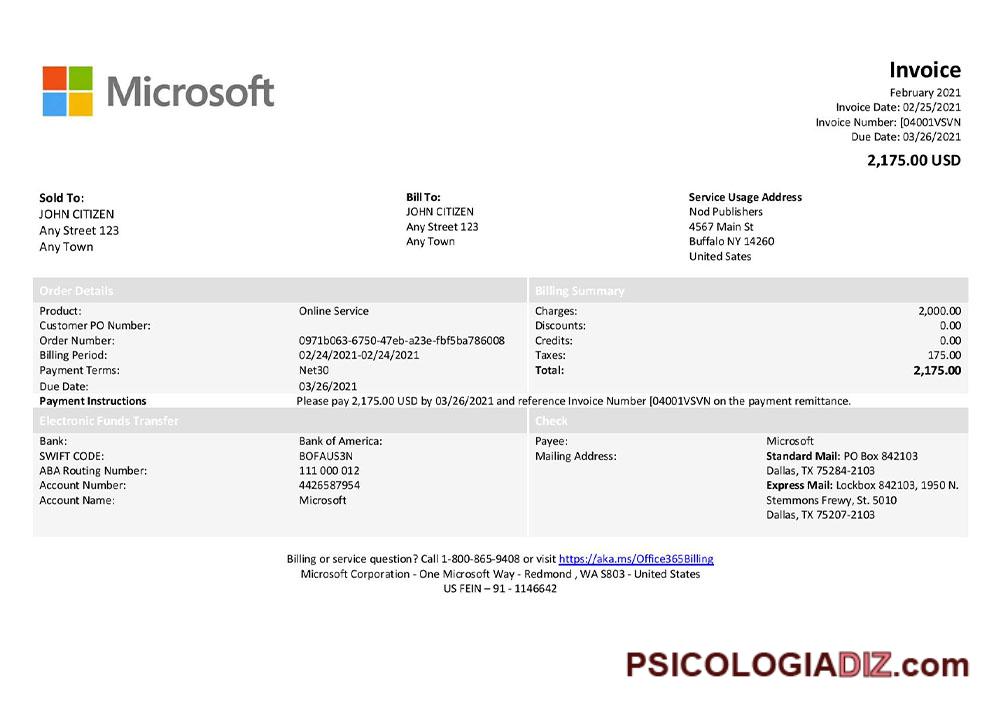 Microsoft
Invoice
February 2021
Invoice Date: 02/25/2021
Invoice Number: [04001VSVN
Due Date: 03/26/2021
2,175.00 USD
Sold To:
JOHN CITIZEN
Any Street 123
Any Town
Bill To:
JOHN CITIZEN
Any Street 123
Any Town
Service Usage Address
Nod Publishers
4567 Main St
Buffalo NY 14260
United Sates
Order Details
Product: Online Service
Customer PO Number:
Order Number: 0971b063-6750-47eb-a23e-fbf5ba786008
Billing Period: 02/24/2021-02/24/2021
Payment Terms: Net30
Due Date: 03/26/2021
Billing Summary
Charges: 2,000.00
Discounts: 0.00
Credits: 0.00
Taxes: 175.00
Total: 2,175.00
Payment Instructions Please pay 2,175.00 USD by 03/26/2021 and reference Invoice Number [04001VSVN on the payment remittance.
Electronic Funds Transfer
Bank: Bank of America:
SWIFT CODE: BOFAUS3N
ABA Routing Number: 111 000 012
Account Number: 4426587954
Account Name: Microsoft
Check
Payee: Microsoft
Mailing Address: Standard Mail: PO Box 842103
Dallas, TX 75284-2103
Express Mail: Lockbox 842103, 1950 N.
Stemmons Frewy, St. 5010
Dallas, TX 75207-2103
Billing or service question? Call 1-800-865-9408 or visit https://aka.ms/Office365Billing
Microsoft Corporation - One Microsoft Way - Redmond , WA S803 - United States
US FEIN – 91 - 1146642
PSICOLOGIADIZ.com